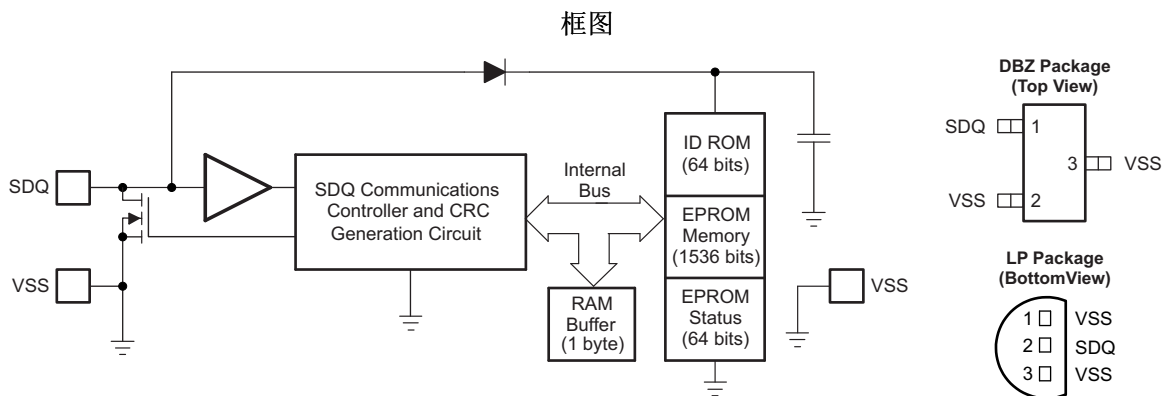 框图
SDQ
VSS
SDQ Communications
Controller and CRC
Generation Circuit
Internal
Bus
RAM
Buffer
(1 byte)
ID ROM
(64 bits)
EPROM
Memory
(1536 bits)
EPROM
Status
(64 bits)
VSS
DBZ Package
(Top View)
SDQ 1
3 VSS
VSS 2
LP Package
(BottomView)
1 VSS
2 SDQ
3 VSS